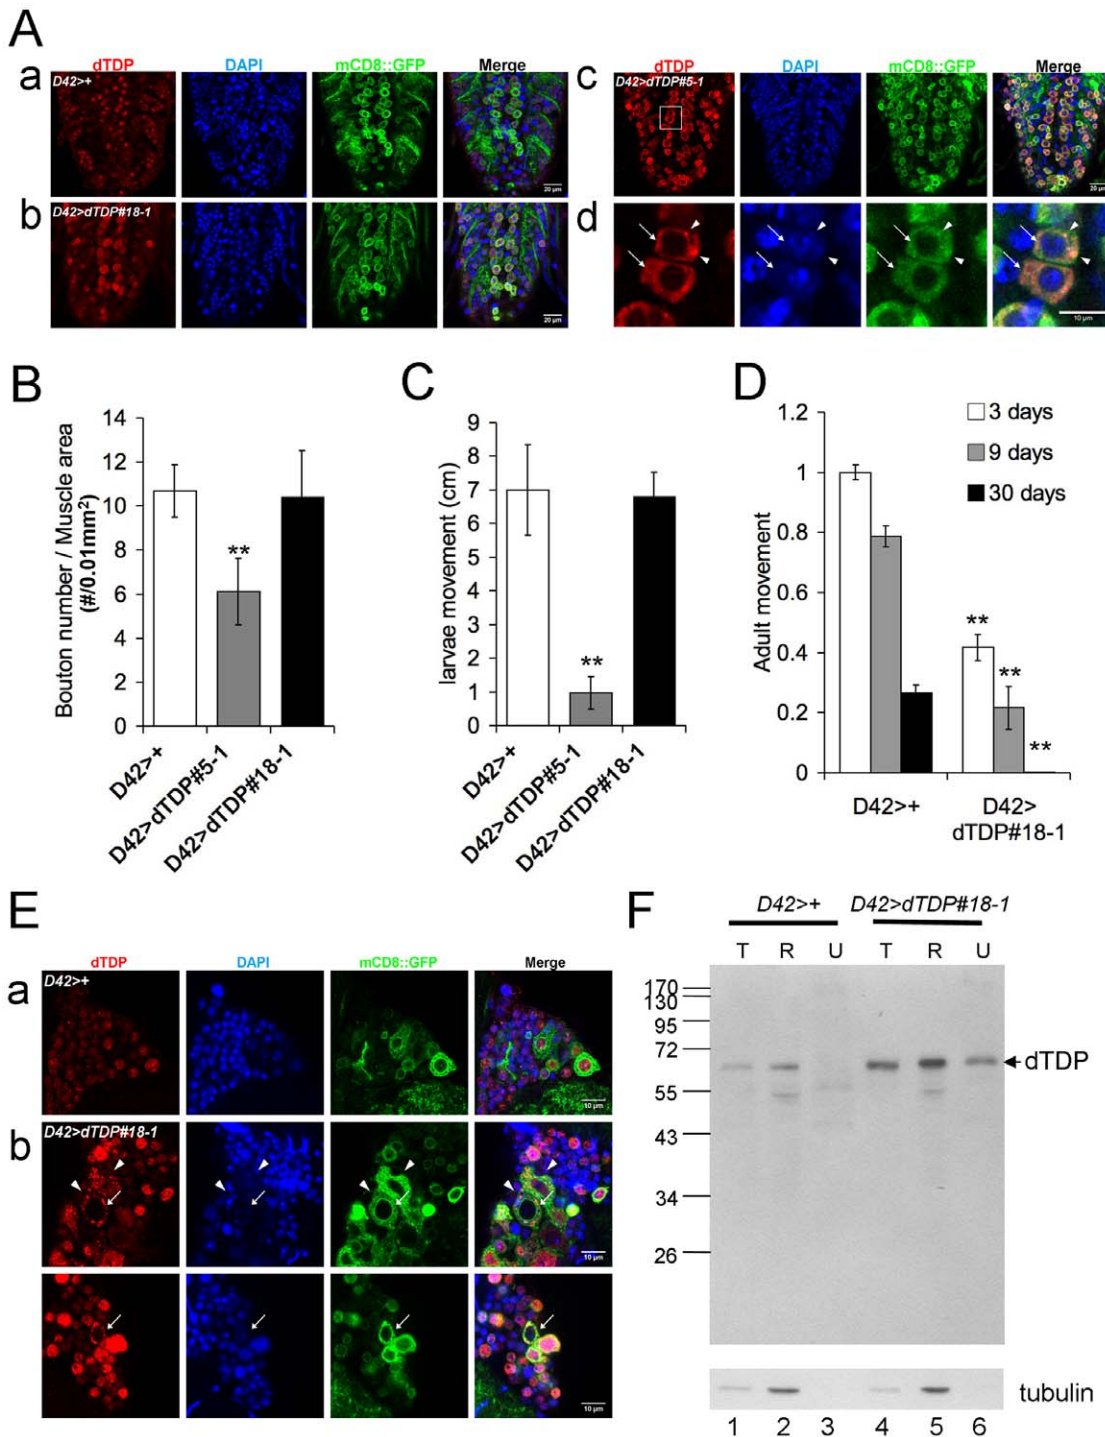 A
dTDP DAPI mCD8::GFP Merge
a
D42>+
20 µm
b
D42>dTDP#18-1
20 µm
dTDP DAPI mCD8::GFP Merge
c
D42>dTDP#5-1
20 µm
d
10 µm
B
Bouton number / Muscle area
(#/0.01mm²)
14
12
10
8
6
4
2
0
**
D42>+
D42>dTDP#5-1
D42>dTDP#18-1
C
larvae movement (cm)
9
8
7
6
5
4
3
2
1
0
**
D42>+
D42>dTDP#5-1
D42>dTDP#18-1
D
Adult movement
1.2
1
0.8
0.6
0.4
0.2
0
3 days
9 days
30 days
**
**
**
D42>+
D42>
dTDP#18-1
E
dTDP DAPI mCD8::GFP Merge
a
D42>+
10 µm
b
D42>dTDP#18-1
10 µm
10 µm
F
D42>+ D42>dTDP#18-1
T R U T R U
170
130
95
72
55
43
34
26
dTDP
tubulin
1 2 3 4 5 6